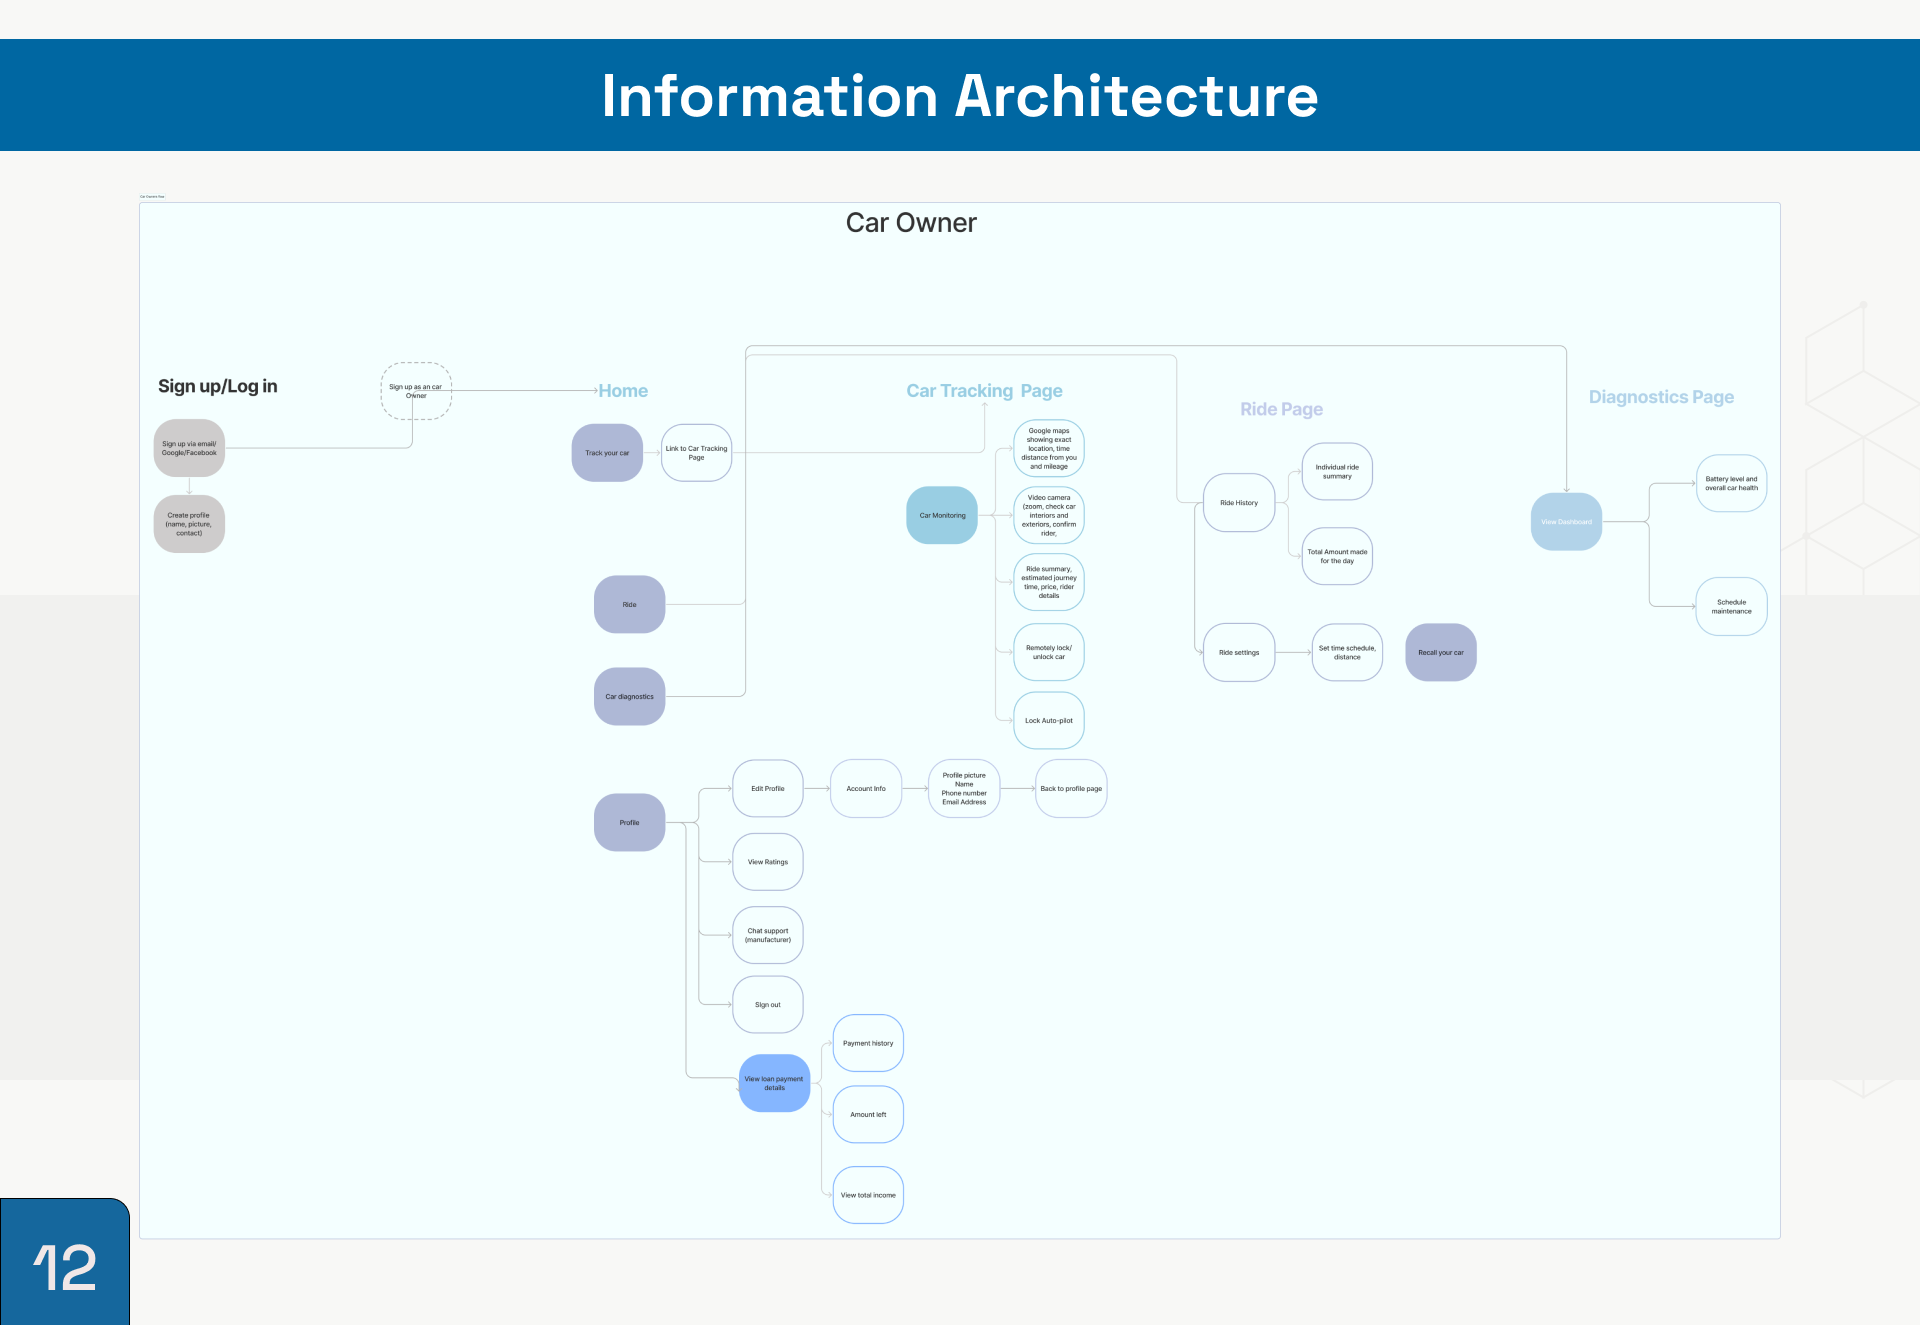 Information Architecture
Car Owner
Sign up/Log in
Sign up via email/
Google/Facebook
Create profile
(name, picture,
contact)
Sign up as an car
Owner
Home
Track your car
Link to Car Tracking
Page
Ride
Car diagnostics
Profile
Edit Profile
Account Info
Profile picture
Name
Phone number
Email Address
Back to profile page
View Ratings
Chat support
(manufacturer)
Sign out
View loan payment
details
Payment history
Amount left
View total income
Car Tracking Page
Car Monitoring
Google maps
showing exact
location, time
distance from you
and mileage
Video camera
(zoom, check car
interiors and
exteriors, confirm
rider,
Ride summary,
estimated journey
time, price, rider
details
Remotely lock/
unlock car
Lock Auto-pilot
Ride Page
Ride History
Individual ride
summary
Total Amount made
for the day
Ride settings
Set time schedule,
distance
Recall your car
Diagnostics Page
View Dashboard
Battery level and
overall car health
Schedule
maintenance
12